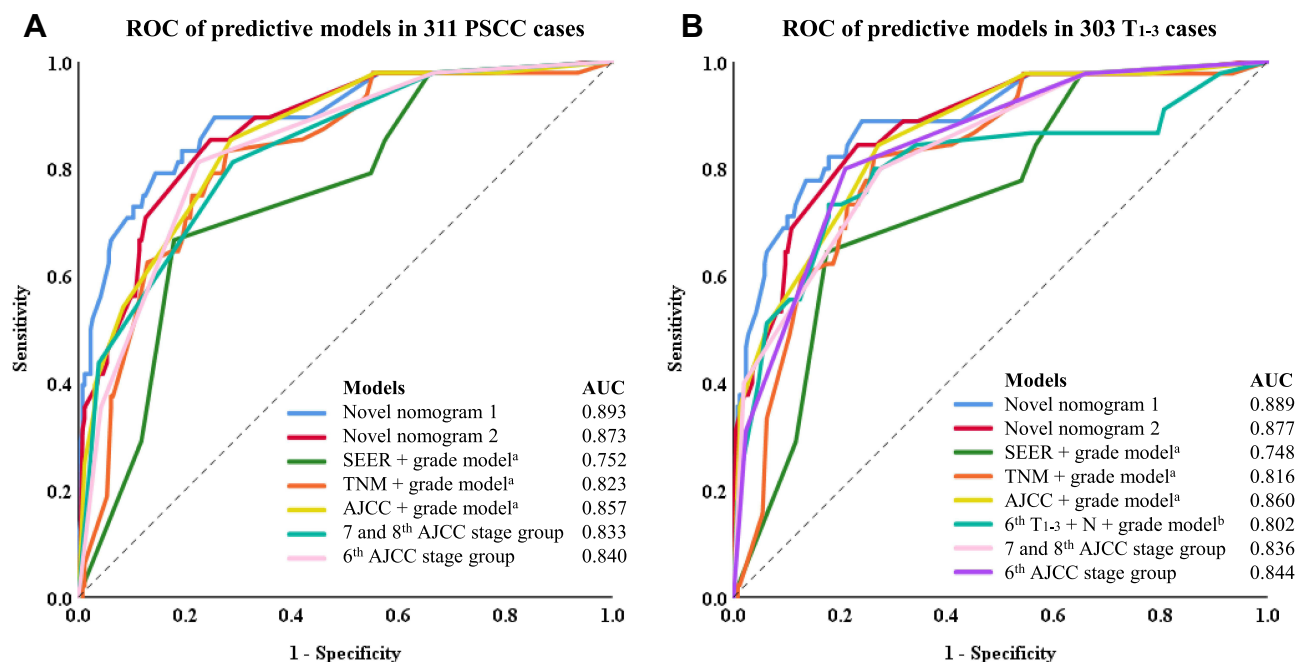 A
ROC of predictive models in 311 PSCC cases
1.0
0.8
0.6
0.4
0.2
0.0
Sensitivity
0.0
0.2
0.4
0.6
0.8
1.0
1 - Specificity
Models AUC
Novel nomogram 1 0.893
Novel nomogram 2 0.873
SEER + grade modelᵃ 0.752
TNM + grade modelᵃ 0.823
AJCC + grade modelᵃ 0.857
7 and 8ᵗʰ AJCC stage group 0.833
6ᵗʰ AJCC stage group 0.840
B
ROC of predictive models in 303 T₁₋₃ cases
1.0
0.8
0.6
0.4
0.2
0.0
Sensitivity
0.0
0.2
0.4
0.6
0.8
1.0
1 - Specificity
Models AUC
Novel nomogram 1 0.889
Novel nomogram 2 0.877
SEER + grade modelᵃ 0.748
TNM + grade modelᵃ 0.816
AJCC + grade modelᵃ 0.860
6ᵗʰ T₁₋₃ + N + grade modelᵇ 0.802
7 and 8ᵗʰ AJCC stage group 0.836
6ᵗʰ AJCC stage group 0.844